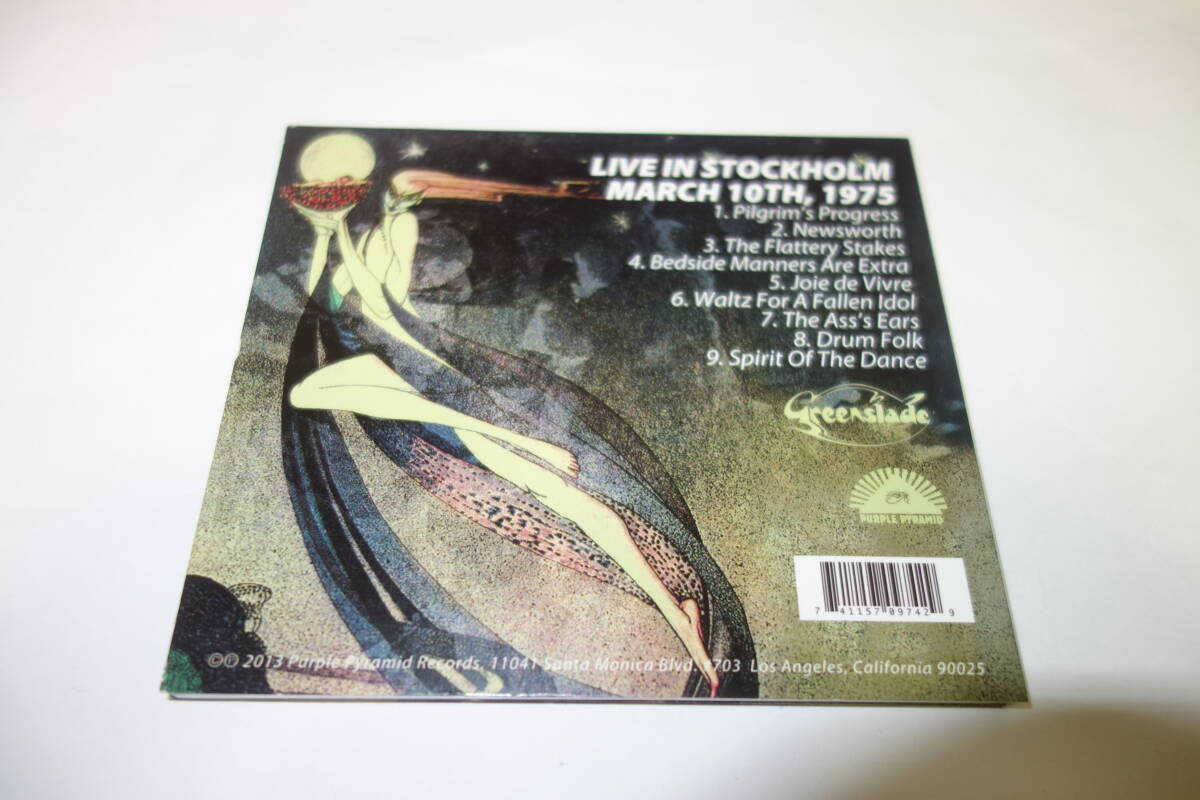 LIVE IN STOCKHOLM
MARCH 10TH, 1975
1. Pilgrim's Progress
2. Newsworth
3. The Flattery Stakes
4. Bedside Manners Are Extra
5. Joie de Vivre
6. Waltz For A Fallen Idol
7. The Ass's Ears
8. Drum Folk
9. Spirit Of The Dance
Greenslade
PURPLE PYRAMID
7 41157 09742 9
©℗ 2013 Purple Pyramid Records, 11041 Santa Monica Blvd. #703 Los Angeles, California 90025